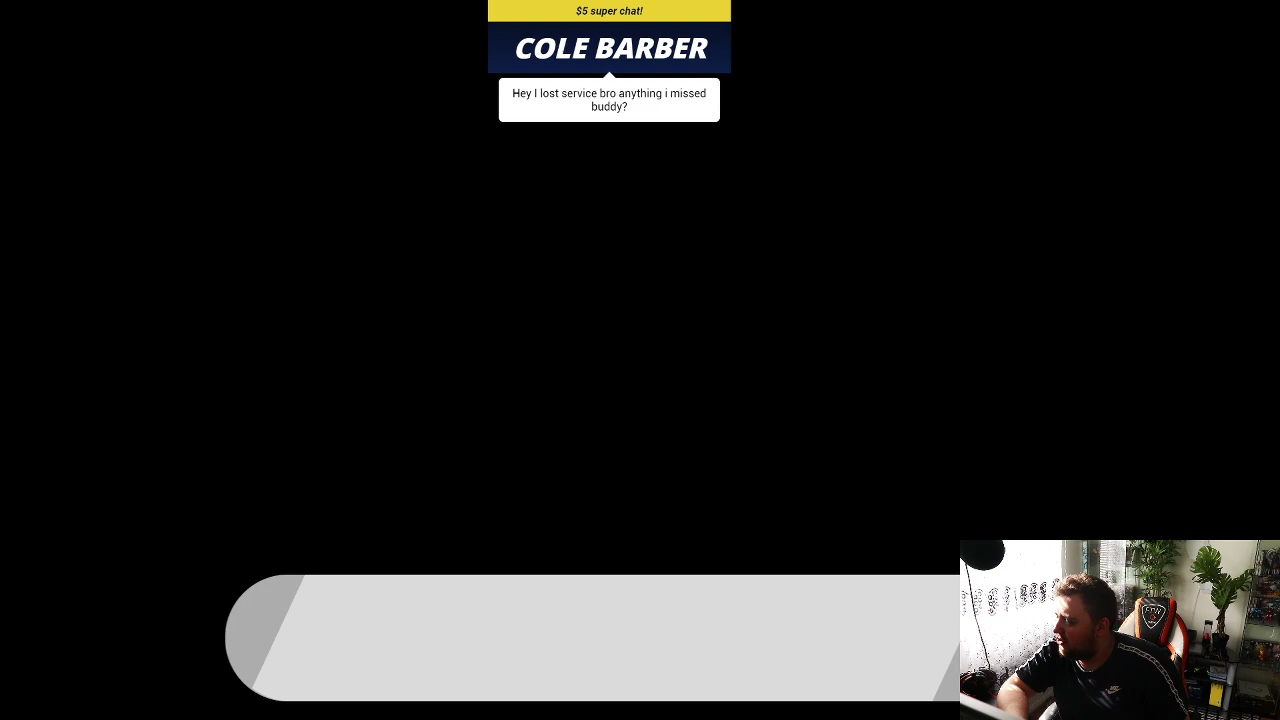 $5 super chat!
COLE BARBER
Hey I lost service bro anything i missed
buddy?